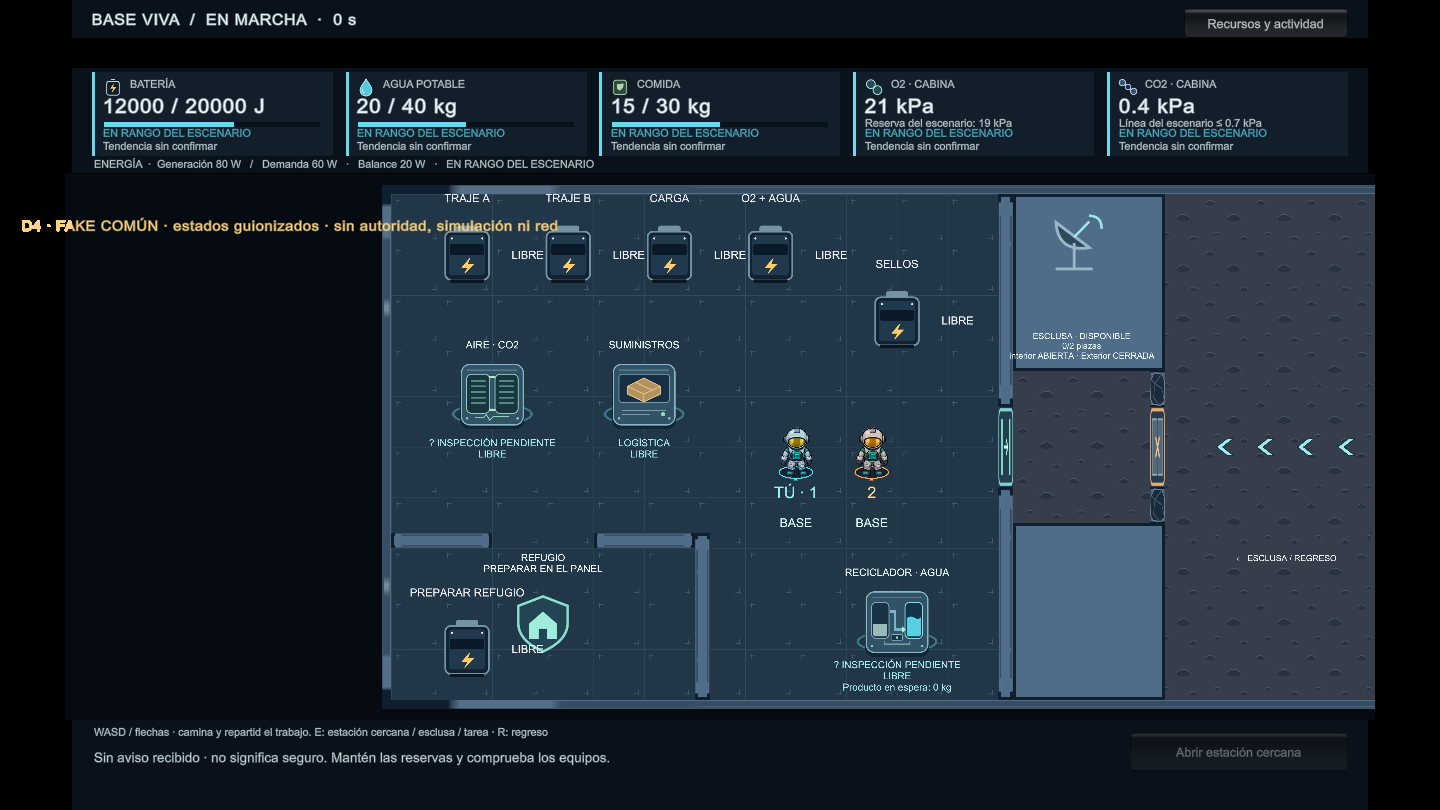 BASE VIVA / EN MARCHA · 0 s
Recursos y actividad
BATERÍA
12000 / 20000 J
EN RANGO DEL ESCENARIO
Tendencia sin confirmar
AGUA POTABLE
20 / 40 kg
EN RANGO DEL ESCENARIO
Tendencia sin confirmar
COMIDA
15 / 30 kg
EN RANGO DEL ESCENARIO
Tendencia sin confirmar
O2 · CABINA
21 kPa
Reserva del escenario: 19 kPa
EN RANGO DEL ESCENARIO
Tendencia sin confirmar
CO2 · CABINA
0.4 kPa
Línea del escenario ≤ 0.7 kPa
EN RANGO DEL ESCENARIO
Tendencia sin confirmar
ENERGÍA · Generación 80 W / Demanda 60 W · Balance 20 W · EN RANGO DEL ESCENARIO
TRAJE A
TRAJE B
CARGA
O2 + AGUA
D4 · FAKE COMÚN · estados guionizados · sin autoridad, simulación ni red
LIBRE
LIBRE
LIBRE
LIBRE
SELLOS
LIBRE
ESCLUSA · DISPONIBLE
0/2 plazas
Interior ABIERTA · Exterior CERRADA
AIRE · CO2
? INSPECCIÓN PENDIENTE
LIBRE
SUMINISTROS
LOGÍSTICA
LIBRE
TÚ · 1
BASE
2
BASE
REFUGIO
PREPARAR EN EL PANEL
PREPARAR REFUGIO
LIBRE
RECICLADOR · AGUA
? INSPECCIÓN PENDIENTE
LIBRE
Producto en espera: 0 kg
‹ ESCLUSA / REGRESO
WASD / flechas · camina y repartid el trabajo. E: estación cercana / esclusa / tarea · R: regreso
Sin aviso recibido · no significa seguro. Mantén las reservas y comprueba los equipos.
Abrir estación cercana